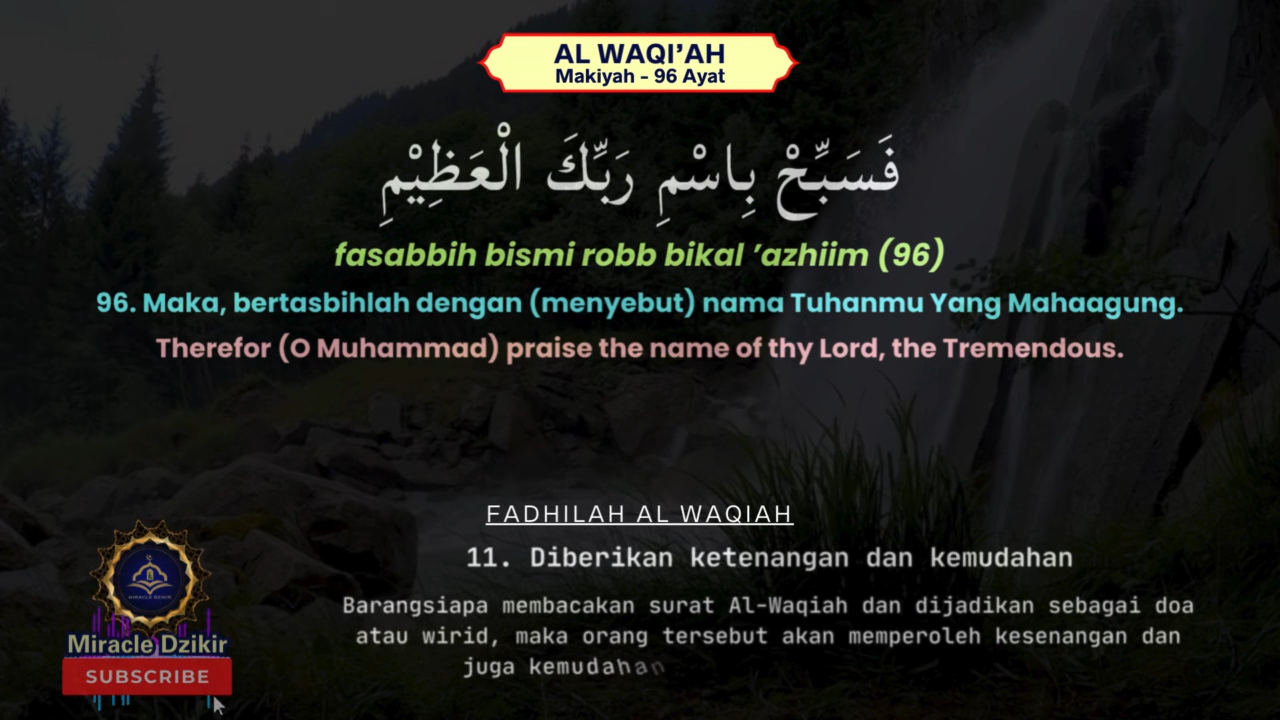 AL WAQI’AH
Makiyah - 96 Ayat
فَسَبِّحْ بِاسْمِ رَبِّكَ الْعَظِيْمِ
fasabbih bismi robb bikal ’azhiim (96)
96. Maka, bertasbihlah dengan (menyebut) nama Tuhanmu Yang Mahaagung.
Therefor (O Muhammad) praise the name of thy Lord, the Tremendous.
FADHILAH AL WAQIAH
11. Diberikan ketenangan dan kemudahan
Barangsiapa membacakan surat Al-Waqiah dan dijadikan sebagai doa
atau wirid, maka orang tersebut akan memperoleh kesenangan dan
juga kemudahan
MIRACLE DZIKIR
Miracle Dzikir
SUBSCRIBE